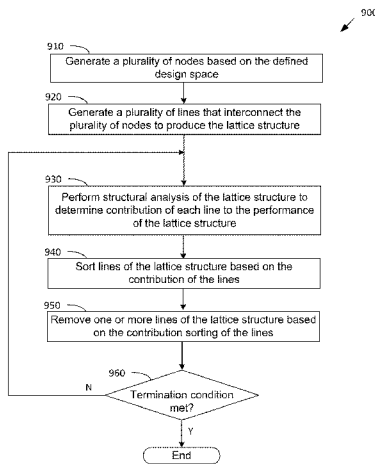 900
910
Generate a plurality of nodes based on the defined
design space
920
Generate a plurality of lines that interconnect the
plurality of nodes to produce the lattice structure
930
Perform structural analysis of the lattice structure to
determine contribution of each line to the performance
of the lattice structure
940
Sort lines of the lattice structure based on the
contribution of the lines
950
Remove one or more lines of the lattice structure based
on the contribution sorting of the lines
960
N
Termination condition
met?
Y
End